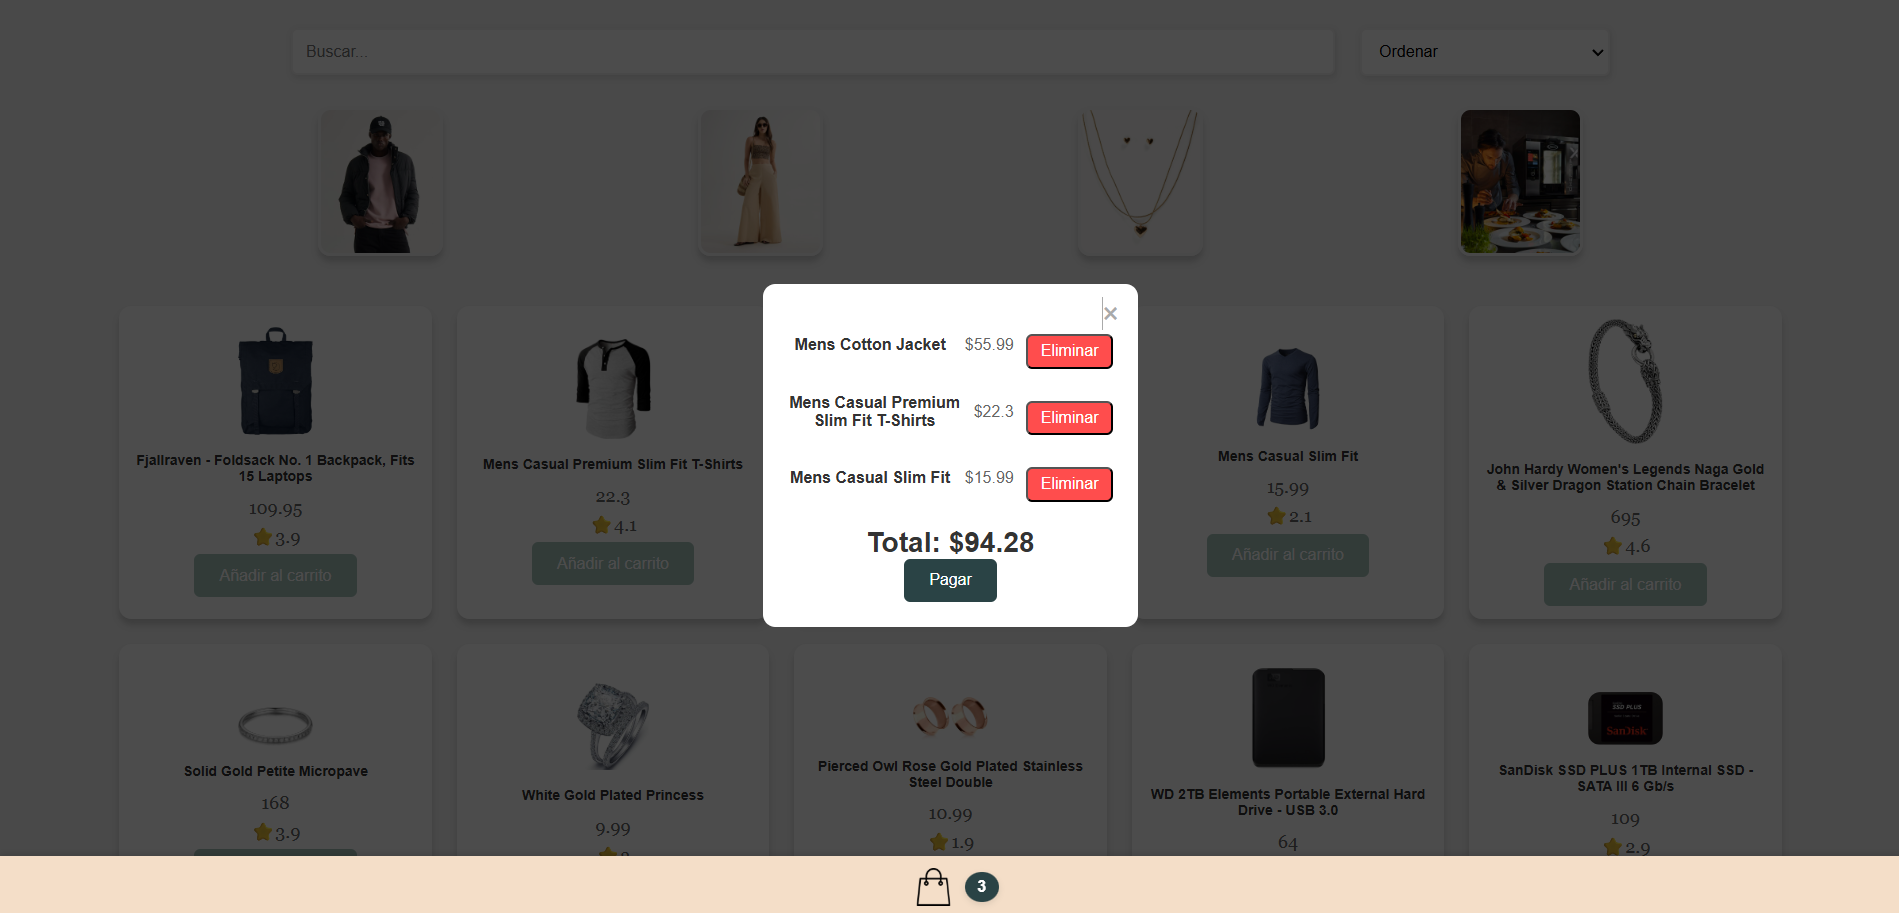 Buscar...
Ordenar
×
Mens Cotton Jacket $55.99 Eliminar
Mens Casual Premium
Slim Fit T-Shirts
$22.3 Eliminar
Mens Casual Slim Fit $15.99 Eliminar
Total: $94.28
Pagar
Fjallraven - Foldsack No. 1 Backpack, Fits
15 Laptops
109.95
3.9
Añadir al carrito
Mens Casual Premium Slim Fit T-Shirts
22.3
4.1
Añadir al carrito
Mens Casual Slim Fit
15.99
2.1
Añadir al carrito
John Hardy Women's Legends Naga Gold
& Silver Dragon Station Chain Bracelet
695
4.6
Añadir al carrito
Solid Gold Petite Micropave
168
3.9
White Gold Plated Princess
9.99
Pierced Owl Rose Gold Plated Stainless
Steel Double
10.99
1.9
WD 2TB Elements Portable External Hard
Drive - USB 3.0
64
SSD PLUS
SanDisk
SanDisk SSD PLUS 1TB Internal SSD -
SATA III 6 Gb/s
109
2.9
3